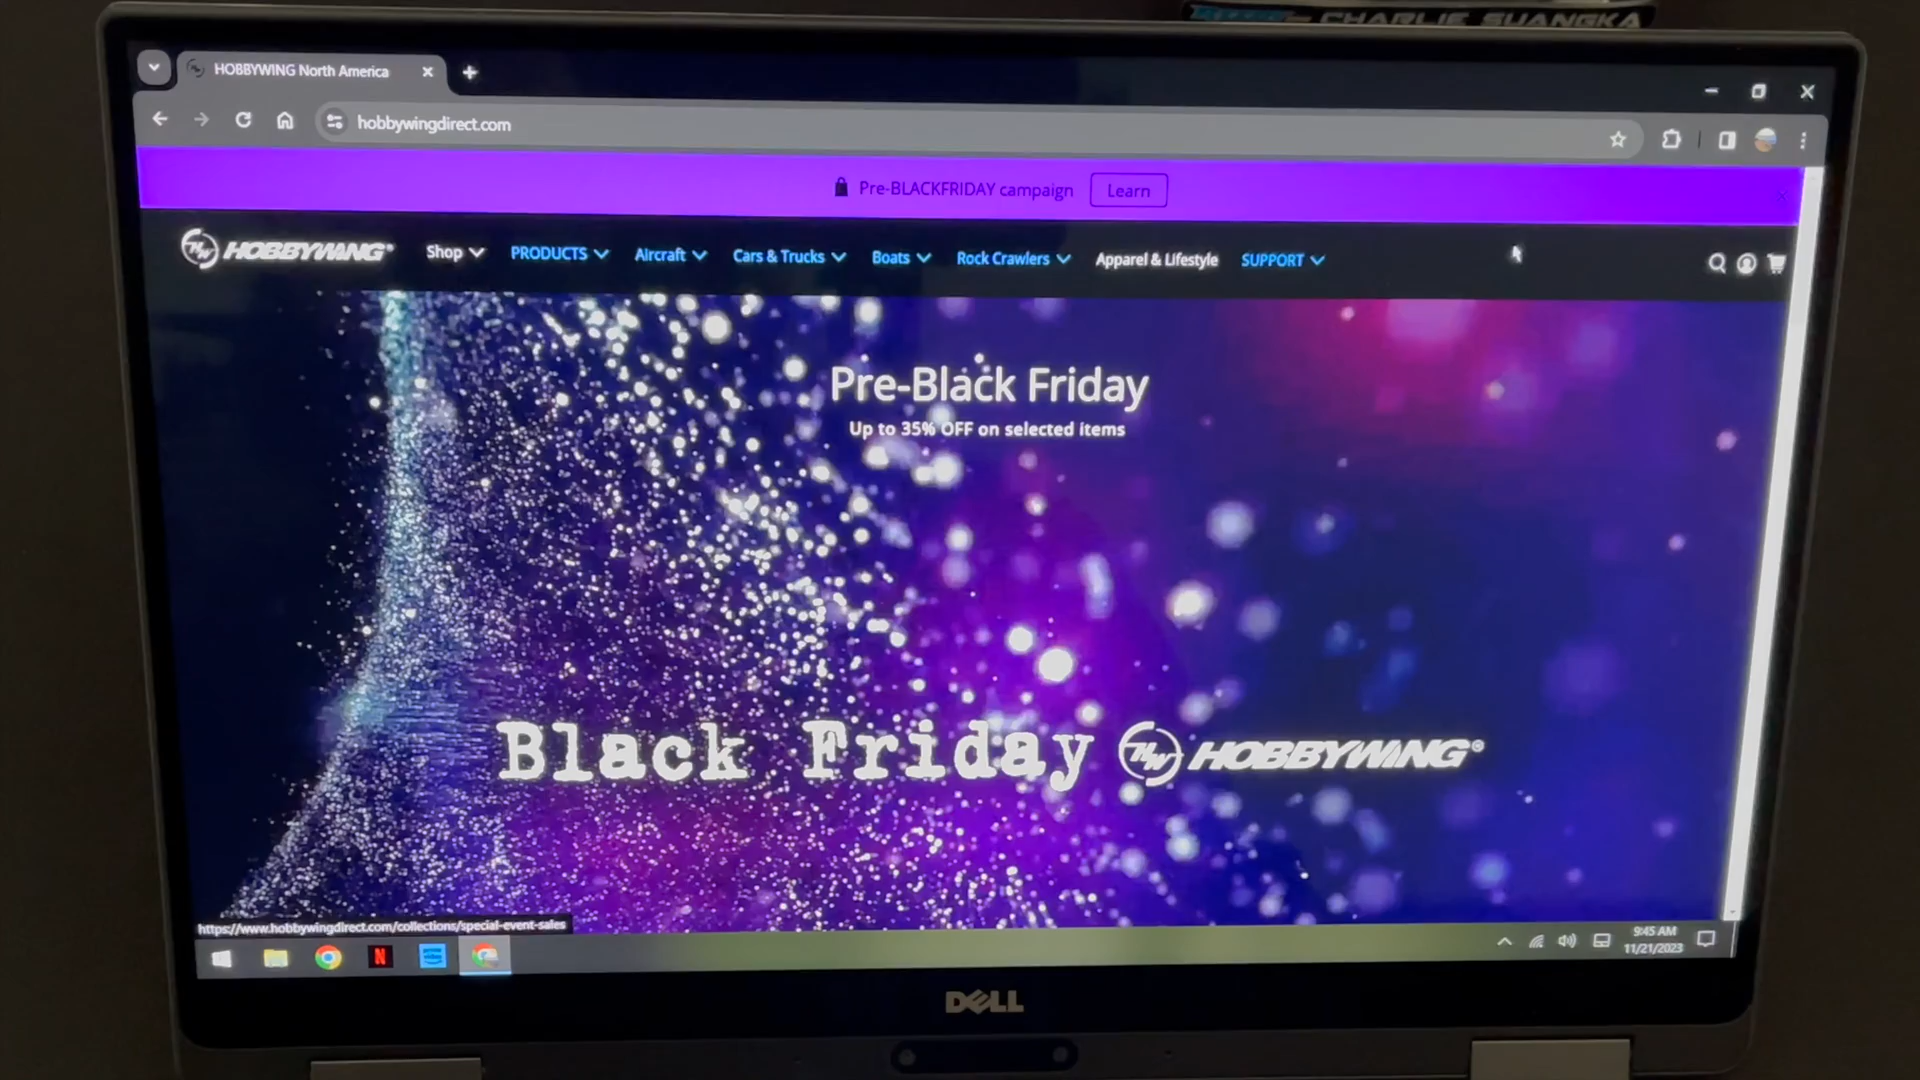 CHARLIE SUANGKA
HOBBYWING North America
hobbywingdirect.com
Pre-BLACKFRIDAY campaign Learn
HW HOBBYWING® Shop PRODUCTS Aircraft Cars & Trucks Boats Rock Crawlers Apparel & Lifestyle SUPPORT
Pre-Black Friday
Up to 35% OFF on selected items
Black Friday HW HOBBYWING®
https://www.hobbywingdirect.com/collections/special-event-sales
N
9:45 AM
11/21/2023
DELL